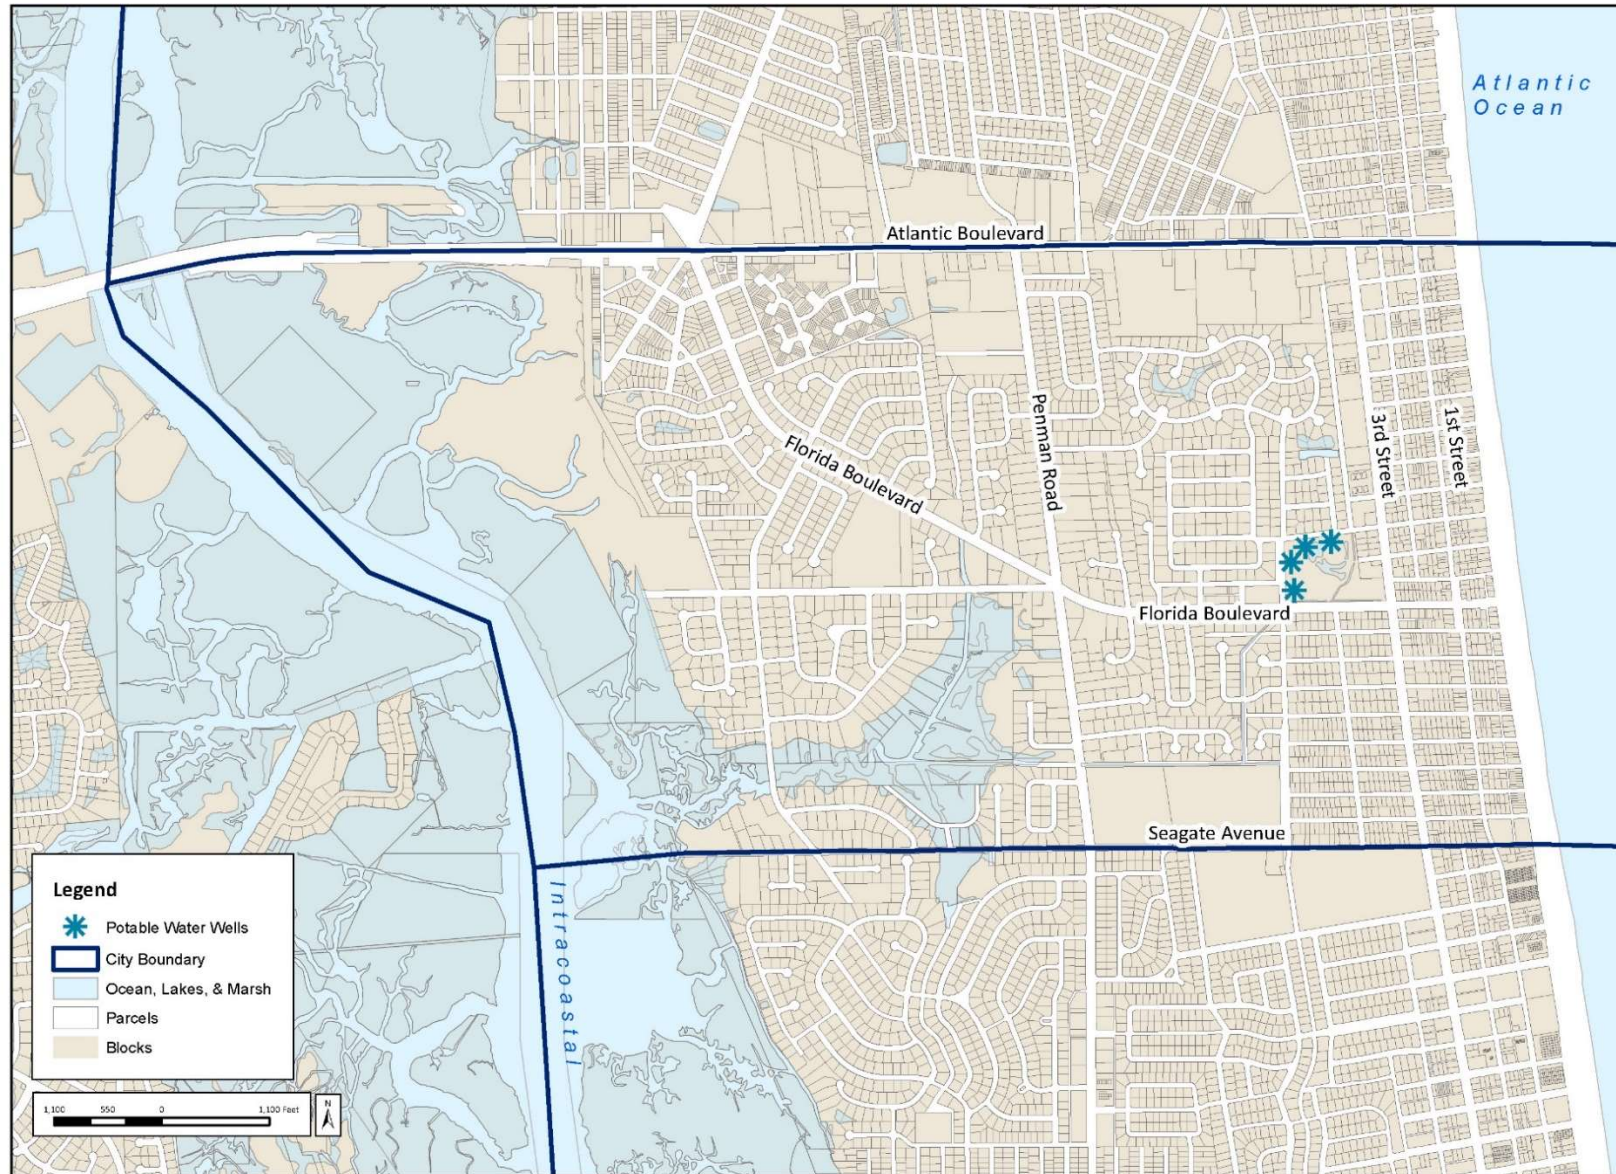 Atlantic
Ocean
Atlantic Boulevard
Penman Road
3rd Street
1st Street
Florida Boulevard
Florida Boulevard
Seagate Avenue
Intracoastal
Legend
Potable Water Wells
City Boundary
Ocean, Lakes, & Marsh
Parcels
Blocks
1,100 550 0 1,100 Feet
N